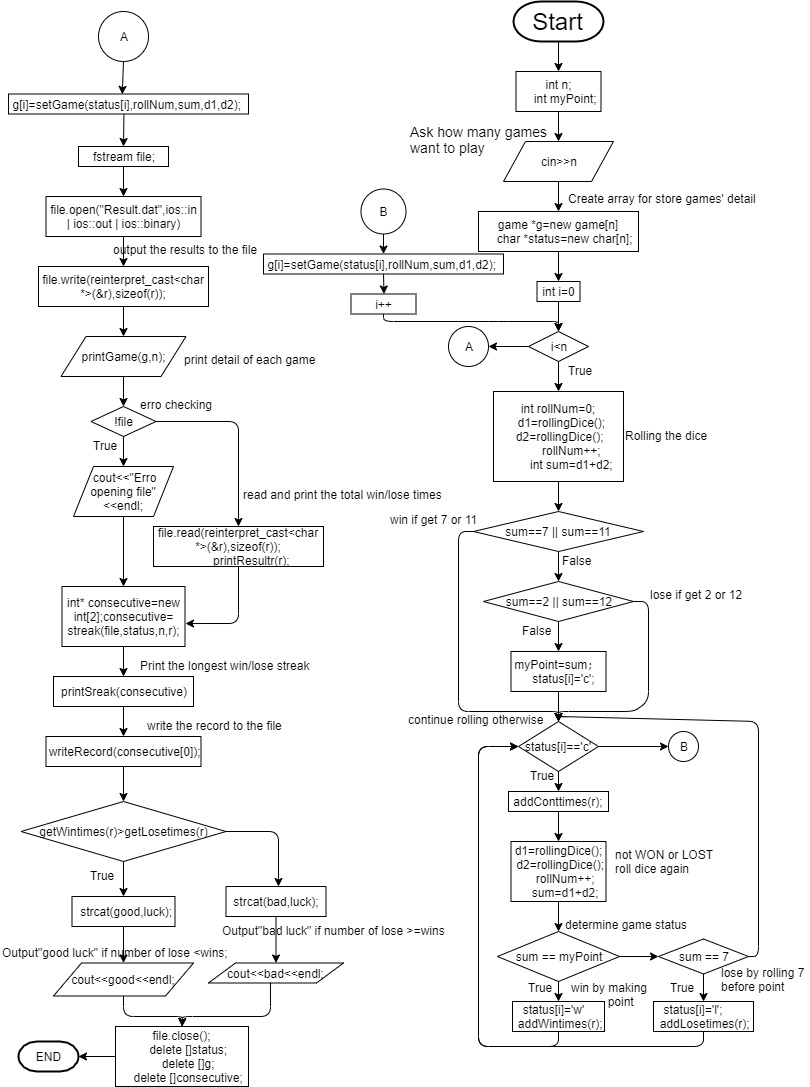 Start
int n;
int myPoint;
Ask how many games
want to play
cin>>n
Create array for store games' detail
game *g=new game[n]
char *status=new char[n];
int i=0
B
g[i]=setGame(status[i],rollNum,sum,d1,d2);
i++
i<n
A
True
int rollNum=0;
d1=rollingDice();
d2=rollingDice();
rollNum++;
int sum=d1+d2;
Rolling the dice
win if get 7 or 11
sum==7 || sum==11
False
sum==2 || sum==12
lose if get 2 or 12
False
myPoint=sum;
status[i]='c';
continue rolling otherwise
status[i]=='c'
B
True
addConttimes(r);
d1=rollingDice();
d2=rollingDice();
rollNum++;
sum=d1+d2;
not WON or LOST
roll dice again
determine game status
sum == myPoint
sum == 7
True
win by making
point
True
lose by rolling 7
before point
status[i]='w'
addWintimes(r);
status[i]='l';
addLosetimes(r);
A
g[i]=setGame(status[i],rollNum,sum,d1,d2);
fstream file;
file.open("Result.dat",ios::in
| ios::out | ios::binary)
output the results to the file
file.write(reinterpret_cast<char
*>(&r),sizeof(r));
printGame(g,n);
print detail of each game
erro checking
!file
True
cout<<"Erro
opening file"
<<endl;
read and print the total win/lose times
file.read(reinterpret_cast<char
*>(&r),sizeof(r));
printResultr(r);
int* consecutive=new
int[2];consecutive=
streak(file,status,n,r);
Print the longest win/lose streak
printSreak(consecutive)
write the record to the file
writeRecord(consecutive[0]);
getWintimes(r)>getLosetimes(r)
True
strcat(good,luck);
strcat(bad,luck);
Output"good luck" if number of lose <wins;
Output"bad luck" if number of lose >=wins
cout<<good<<endl;
cout<<bad<<endl;
file.close();
delete []status;
delete []g;
delete []consecutive;
END